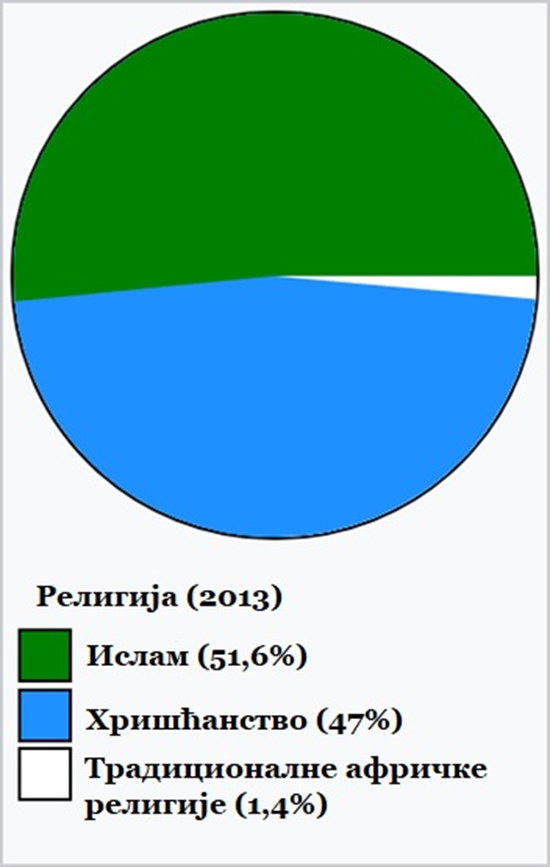 Религија (2013)
Ислам (51,6%)
Хришћанство (47%)
Традиционалне афричке
религије (1,4%)